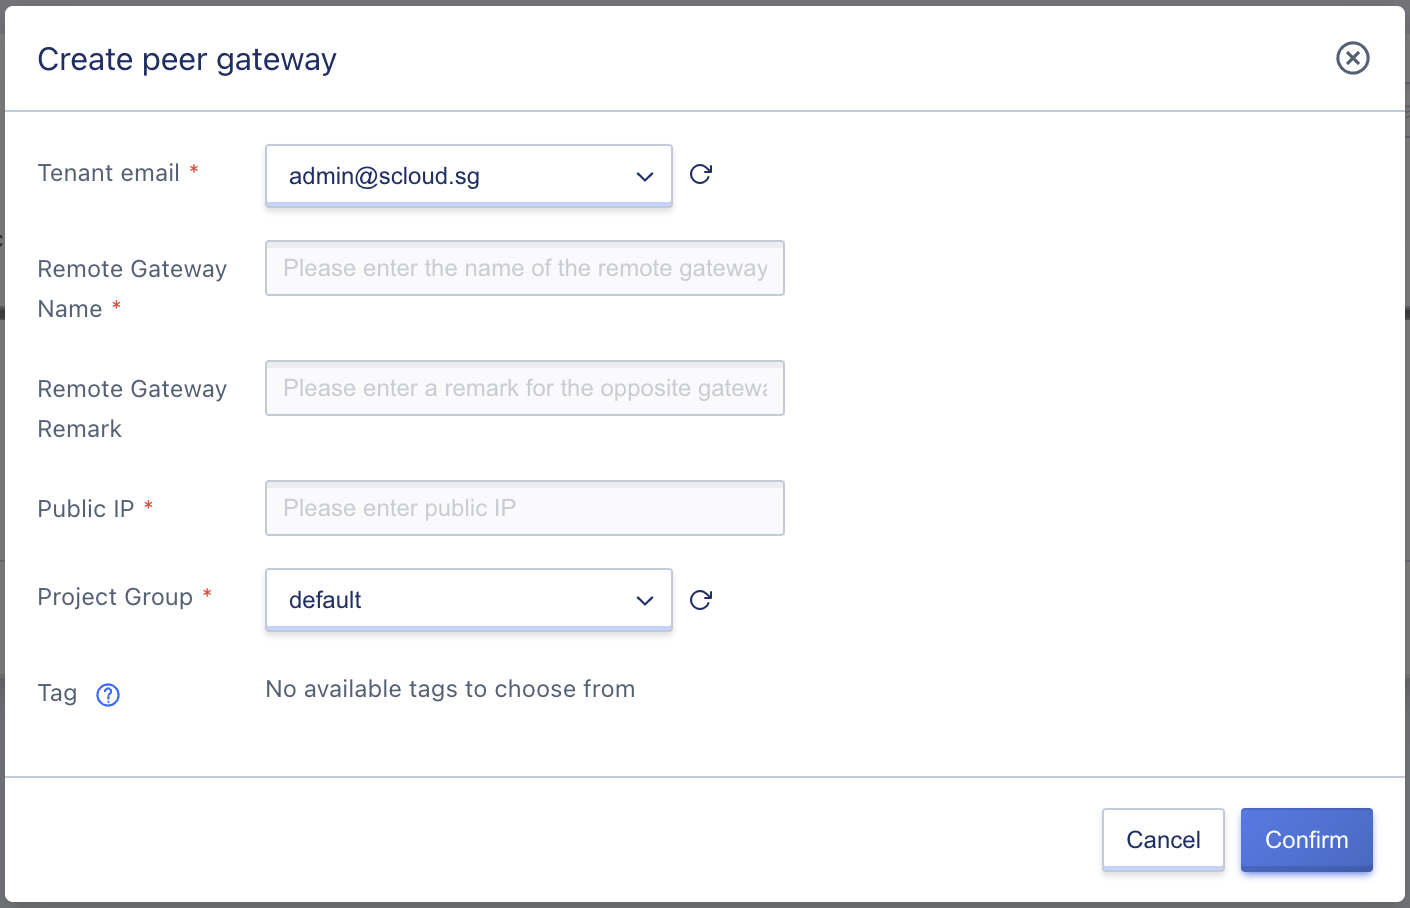 Create peer gateway
Tenant email *
admin@scloud.sg
Remote Gateway
Name *
Please enter the name of the remote gateway
Remote Gateway
Remark
Please enter a remark for the opposite gatewa
Public IP *
Please enter public IP
Project Group *
default
Tag ?
No available tags to choose from
Cancel
Confirm